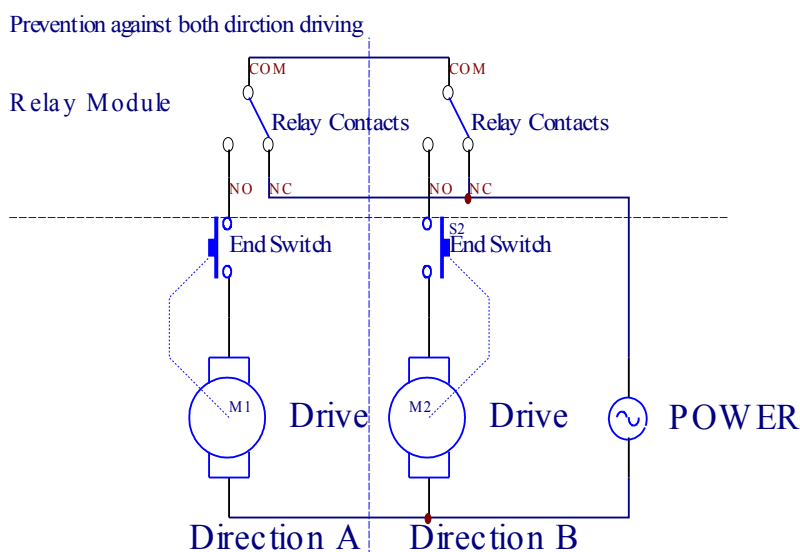 Prevention against both dirction driving
COM
COM
Relay Module
Relay Contacts
Relay Contacts
NO
NC
NO
NC
End Switch
S2
End Switch
M1
Drive
M2
Drive
POWER
Direction A
Direction B